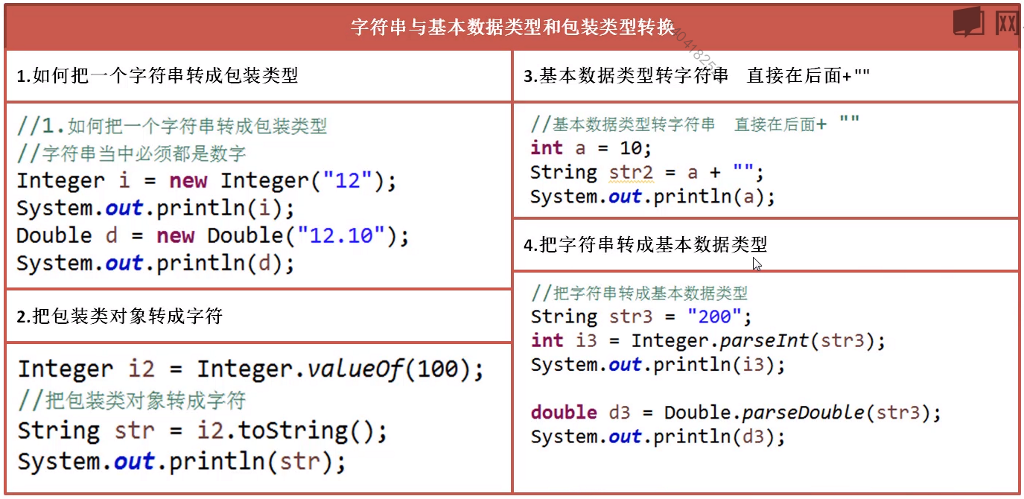 字符串与基本数据类型和包装类型转换
1.如何把一个字符串转成包装类型
//1.如何把一个字符串转成包装类型
//字符串当中必须都是数字
Integer i = new Integer("12");
System.out.println(i);
Double d = new Double("12.10");
System.out.println(d);
2.把包装类对象转成字符
Integer i2 = Integer.valueOf(100);
//把包装类对象转成字符
String str = i2.toString();
System.out.println(str);
3.基本数据类型转字符串 直接在后面+""
//基本数据类型转字符串 直接在后面+ ""
int a = 10;
String str2 = a + "";
System.out.println(a);
4.把字符串转成基本数据类型
//把字符串转成基本数据类型
String str3 = "200";
int i3 = Integer.parseInt(str3);
System.out.println(i3);
double d3 = Double.parseDouble(str3);
System.out.println(d3);